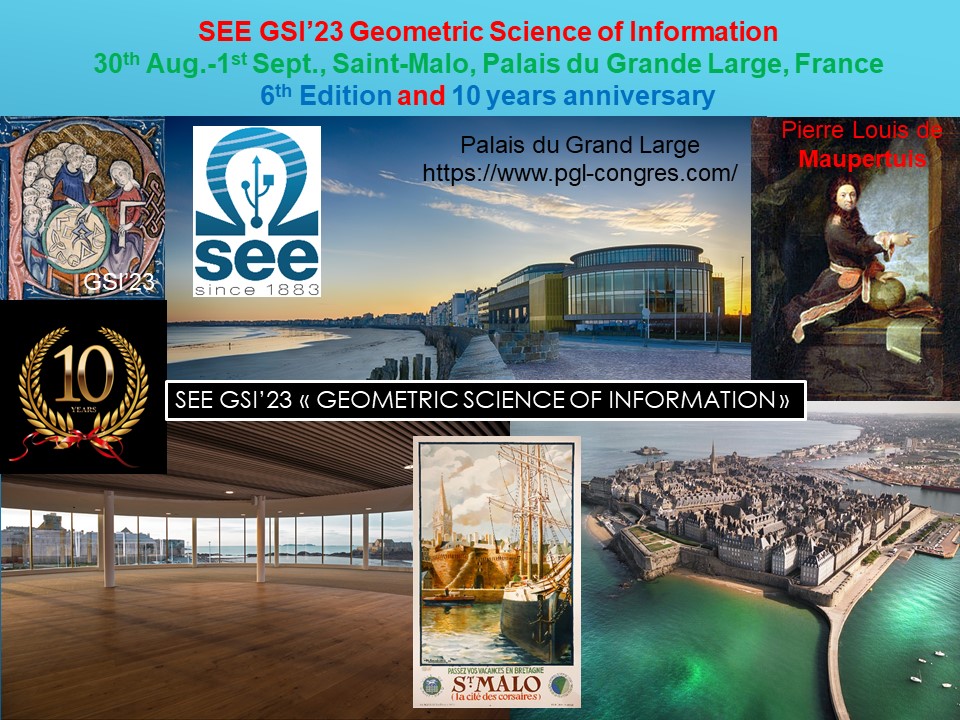 SEE GSI’23 Geometric Science of Information
30th Aug.-1st Sept., Saint-Malo, Palais du Grande Large, France
6th Edition and 10 years anniversary
Pierre Louis de
Maupertuis
Palais du Grand Large
https://www.pgl-congres.com/
see
since 1883
GSI’23
10
YEARS
SEE GSI’23 « GEOMETRIC SCIENCE OF INFORMATION »
PASSEZ VOS VACANCES EN BRETAGNE
ST MALO
(la cité des corsaires)